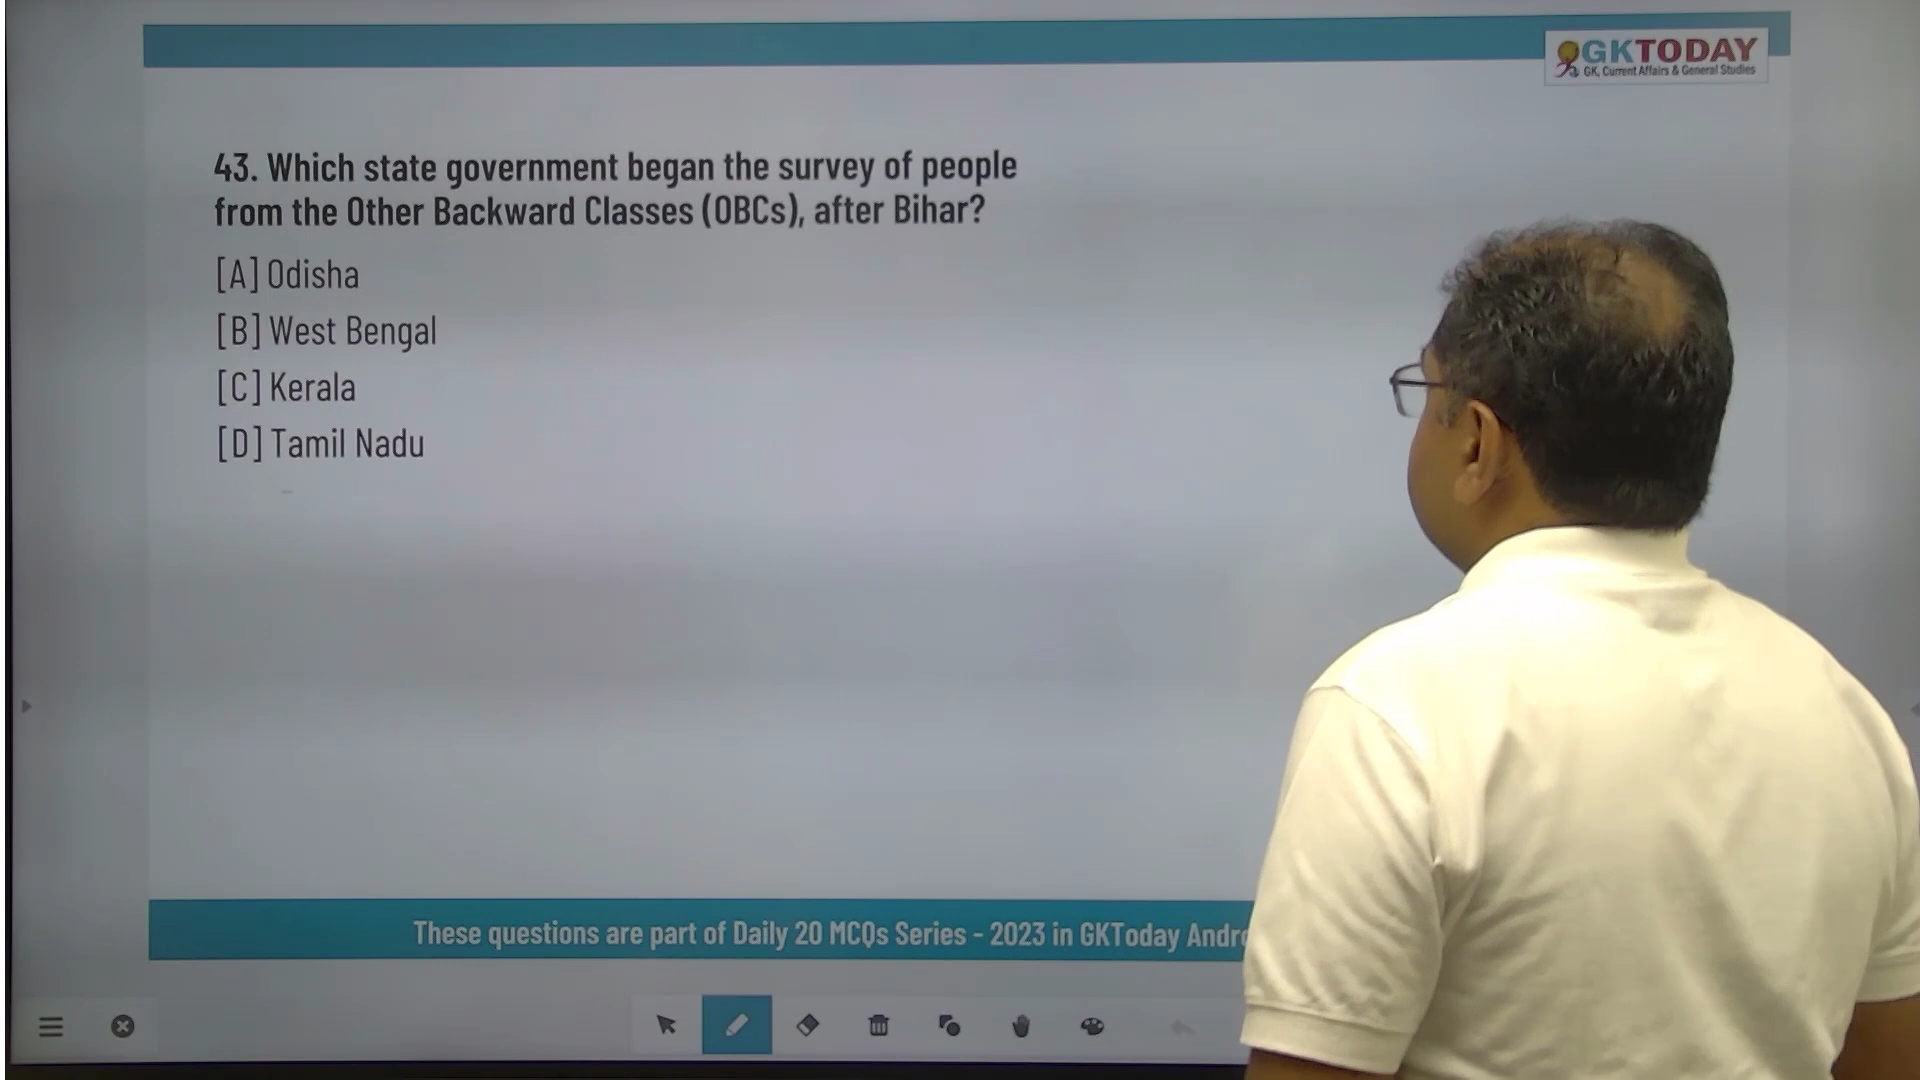 GKTODAY
GK, Current Affairs & General Studies
43. Which state government began the survey of people
from the Other Backward Classes (OBCs), after Bihar?
[A] Odisha
[B] West Bengal
[C] Kerala
[D] Tamil Nadu
These questions are part of Daily 20 MCQs Series - 2023 in GKToday Andro